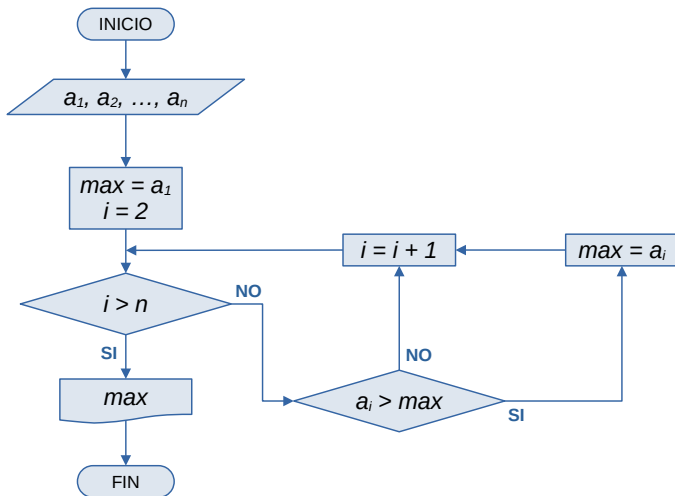 INICIO
a₁, a₂, …, aₙ
max = a₁
i = 2
i = i + 1
max = aᵢ
i > n
NO
SI
NO
max
aᵢ > max
SI
FIN